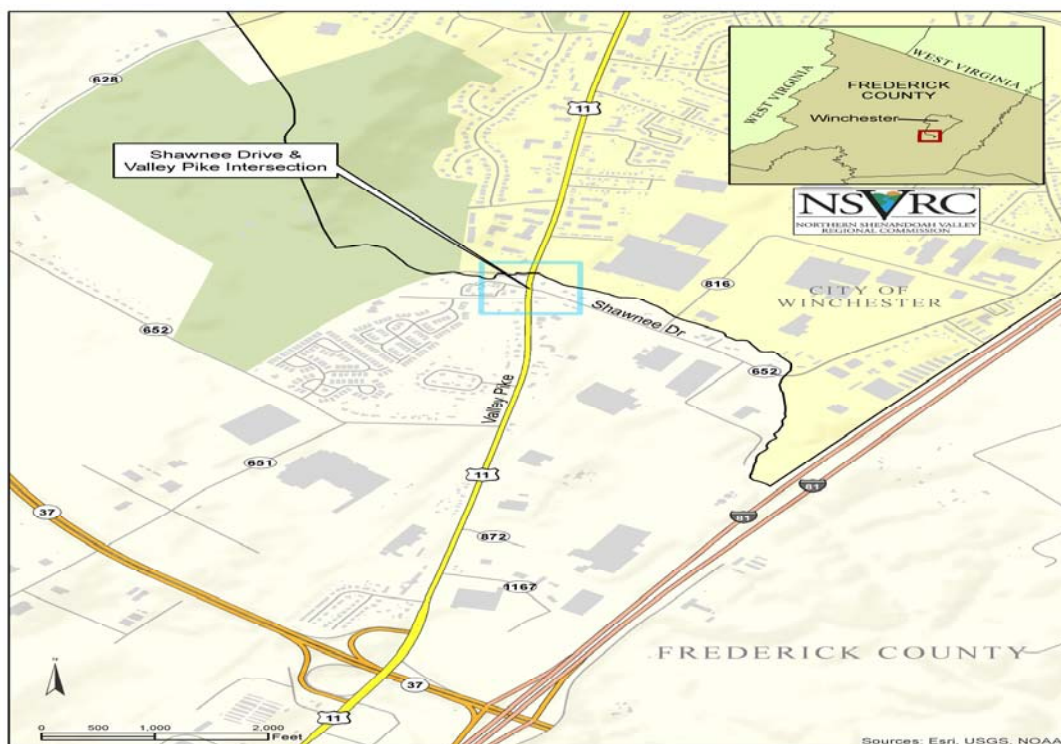 628
11
WEST VIRGINIA
WEST VIRGINIA
FREDERICK
COUNTY
Winchester
Shawnee Drive &
Valley Pike Intersection
NSVRC
NORTHERN SHENANDOAH VALLEY
REGIONAL COMMISSION
816
CITY OF
WINCHESTER
Shawnee Dr
652
652
Valley Pike
651
11
81
81
37
872
1167
FREDERICK COUNTY
37
11
0 500 1,000 2,000
Feet
Sources: Esri, USGS, NOAA